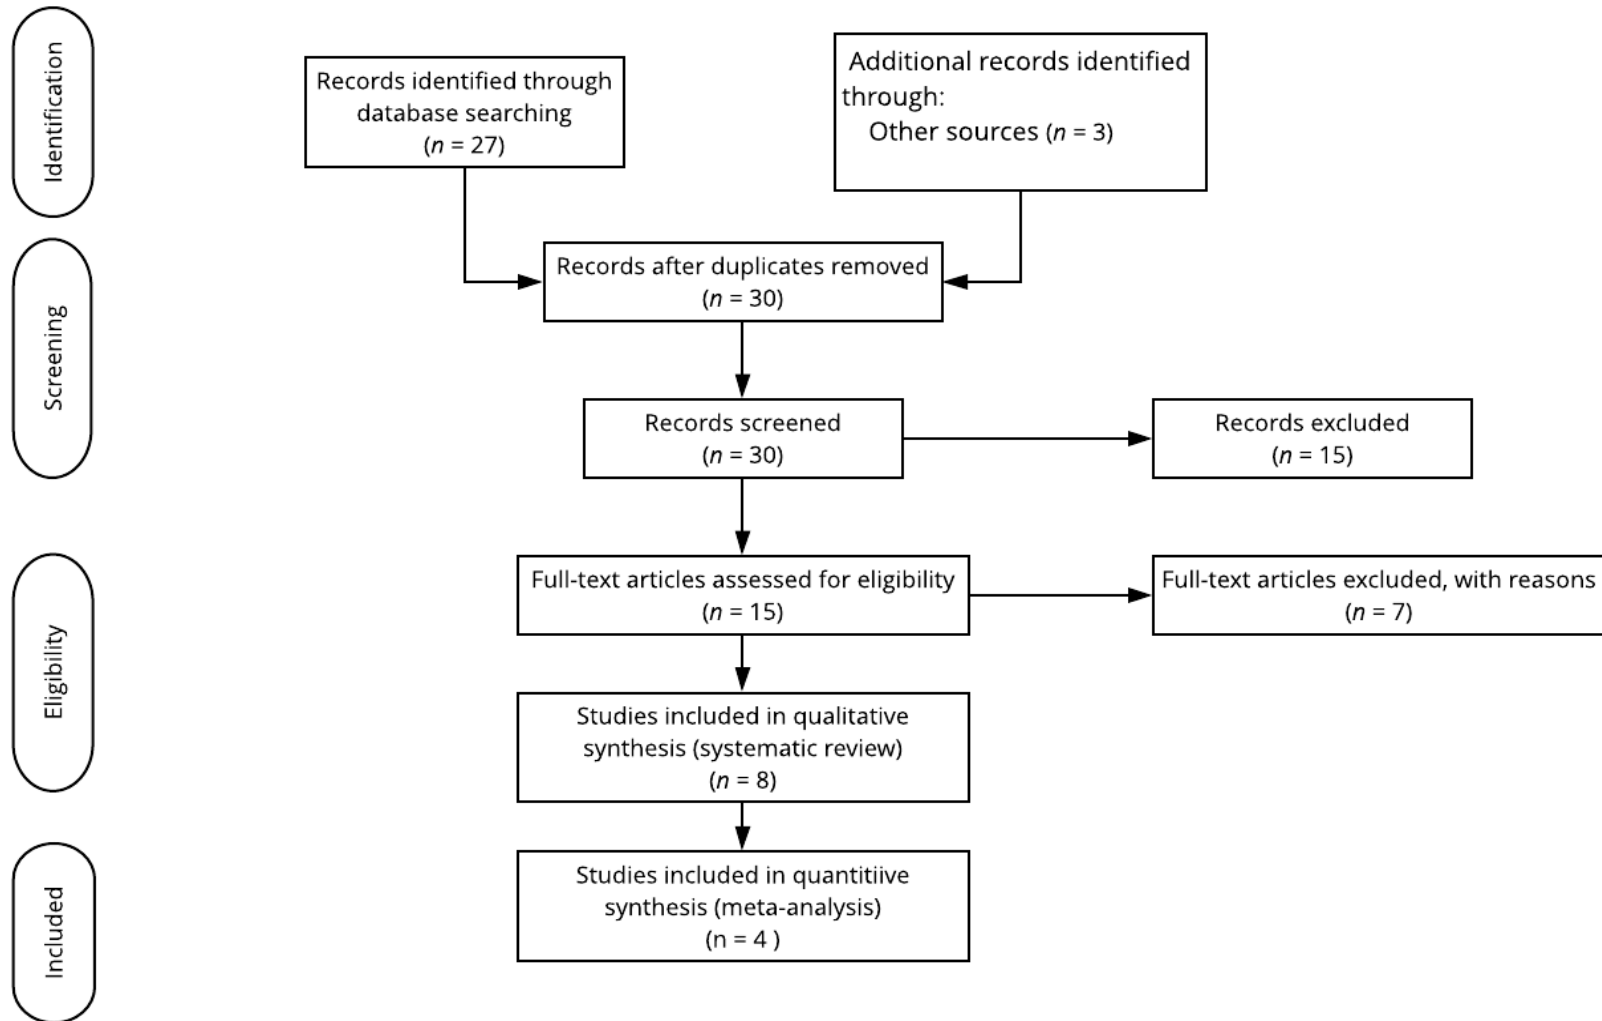 Identification
Records identified through
database searching
(n = 27)
Additional records identified
through:
Other sources (n = 3)
Screening
Records after duplicates removed
(n = 30)
Records screened
(n = 30)
Records excluded
(n = 15)
Eligibility
Full-text articles assessed for eligibility
(n = 15)
Full-text articles excluded, with reasons
(n = 7)
Studies included in qualitative
synthesis (systematic review)
(n = 8)
Included
Studies included in quantitiive
synthesis (meta-analysis)
(n = 4 )